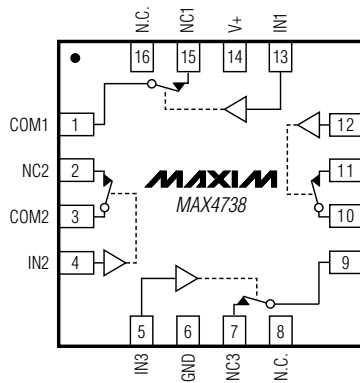 N.C.
NC1
V+
IN1
16
15
14
13
COM1
1
12
NC2
2
11
MAXIM
MAX4738
COM2
3
10
IN2
4
9
5
6
7
8
IN3
GND
NC3
N.C.